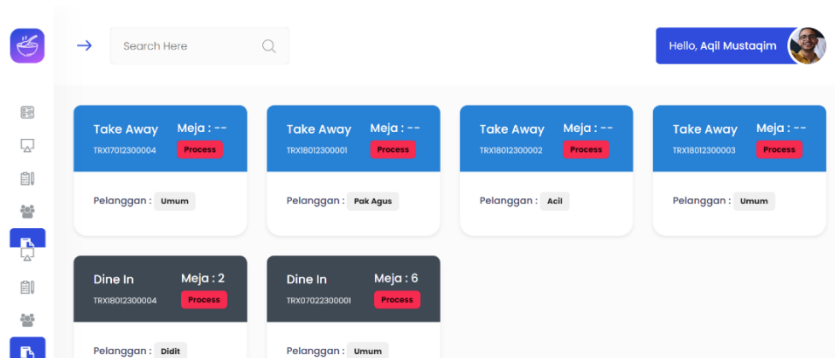 Search Here
Hello, Aqil Mustaqim
Take Away Meja : --
TRX17012300004 Process
Pelanggan : Umum
Take Away Meja : --
TRX18012300001 Process
Pelanggan : Pak Agus
Take Away Meja : --
TRX18012300002 Process
Pelanggan : Acil
Take Away Meja : --
TRX18012300003 Process
Pelanggan : Umum
Dine In Meja : 2
TRX18012300004 Process
Pelanggan : Didit
Dine In Meja : 6
TRX07022300001 Process
Pelanggan : Umum